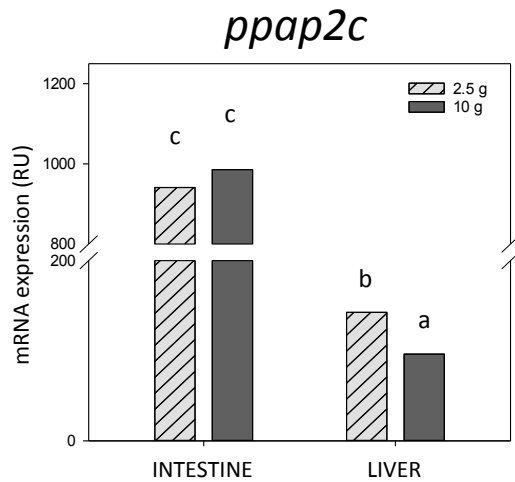 ppap2c
1200
2.5 g
10 g
c
c
1000
mRNA expression (RU)
800
200
b
a
0
INTESTINE
LIVER